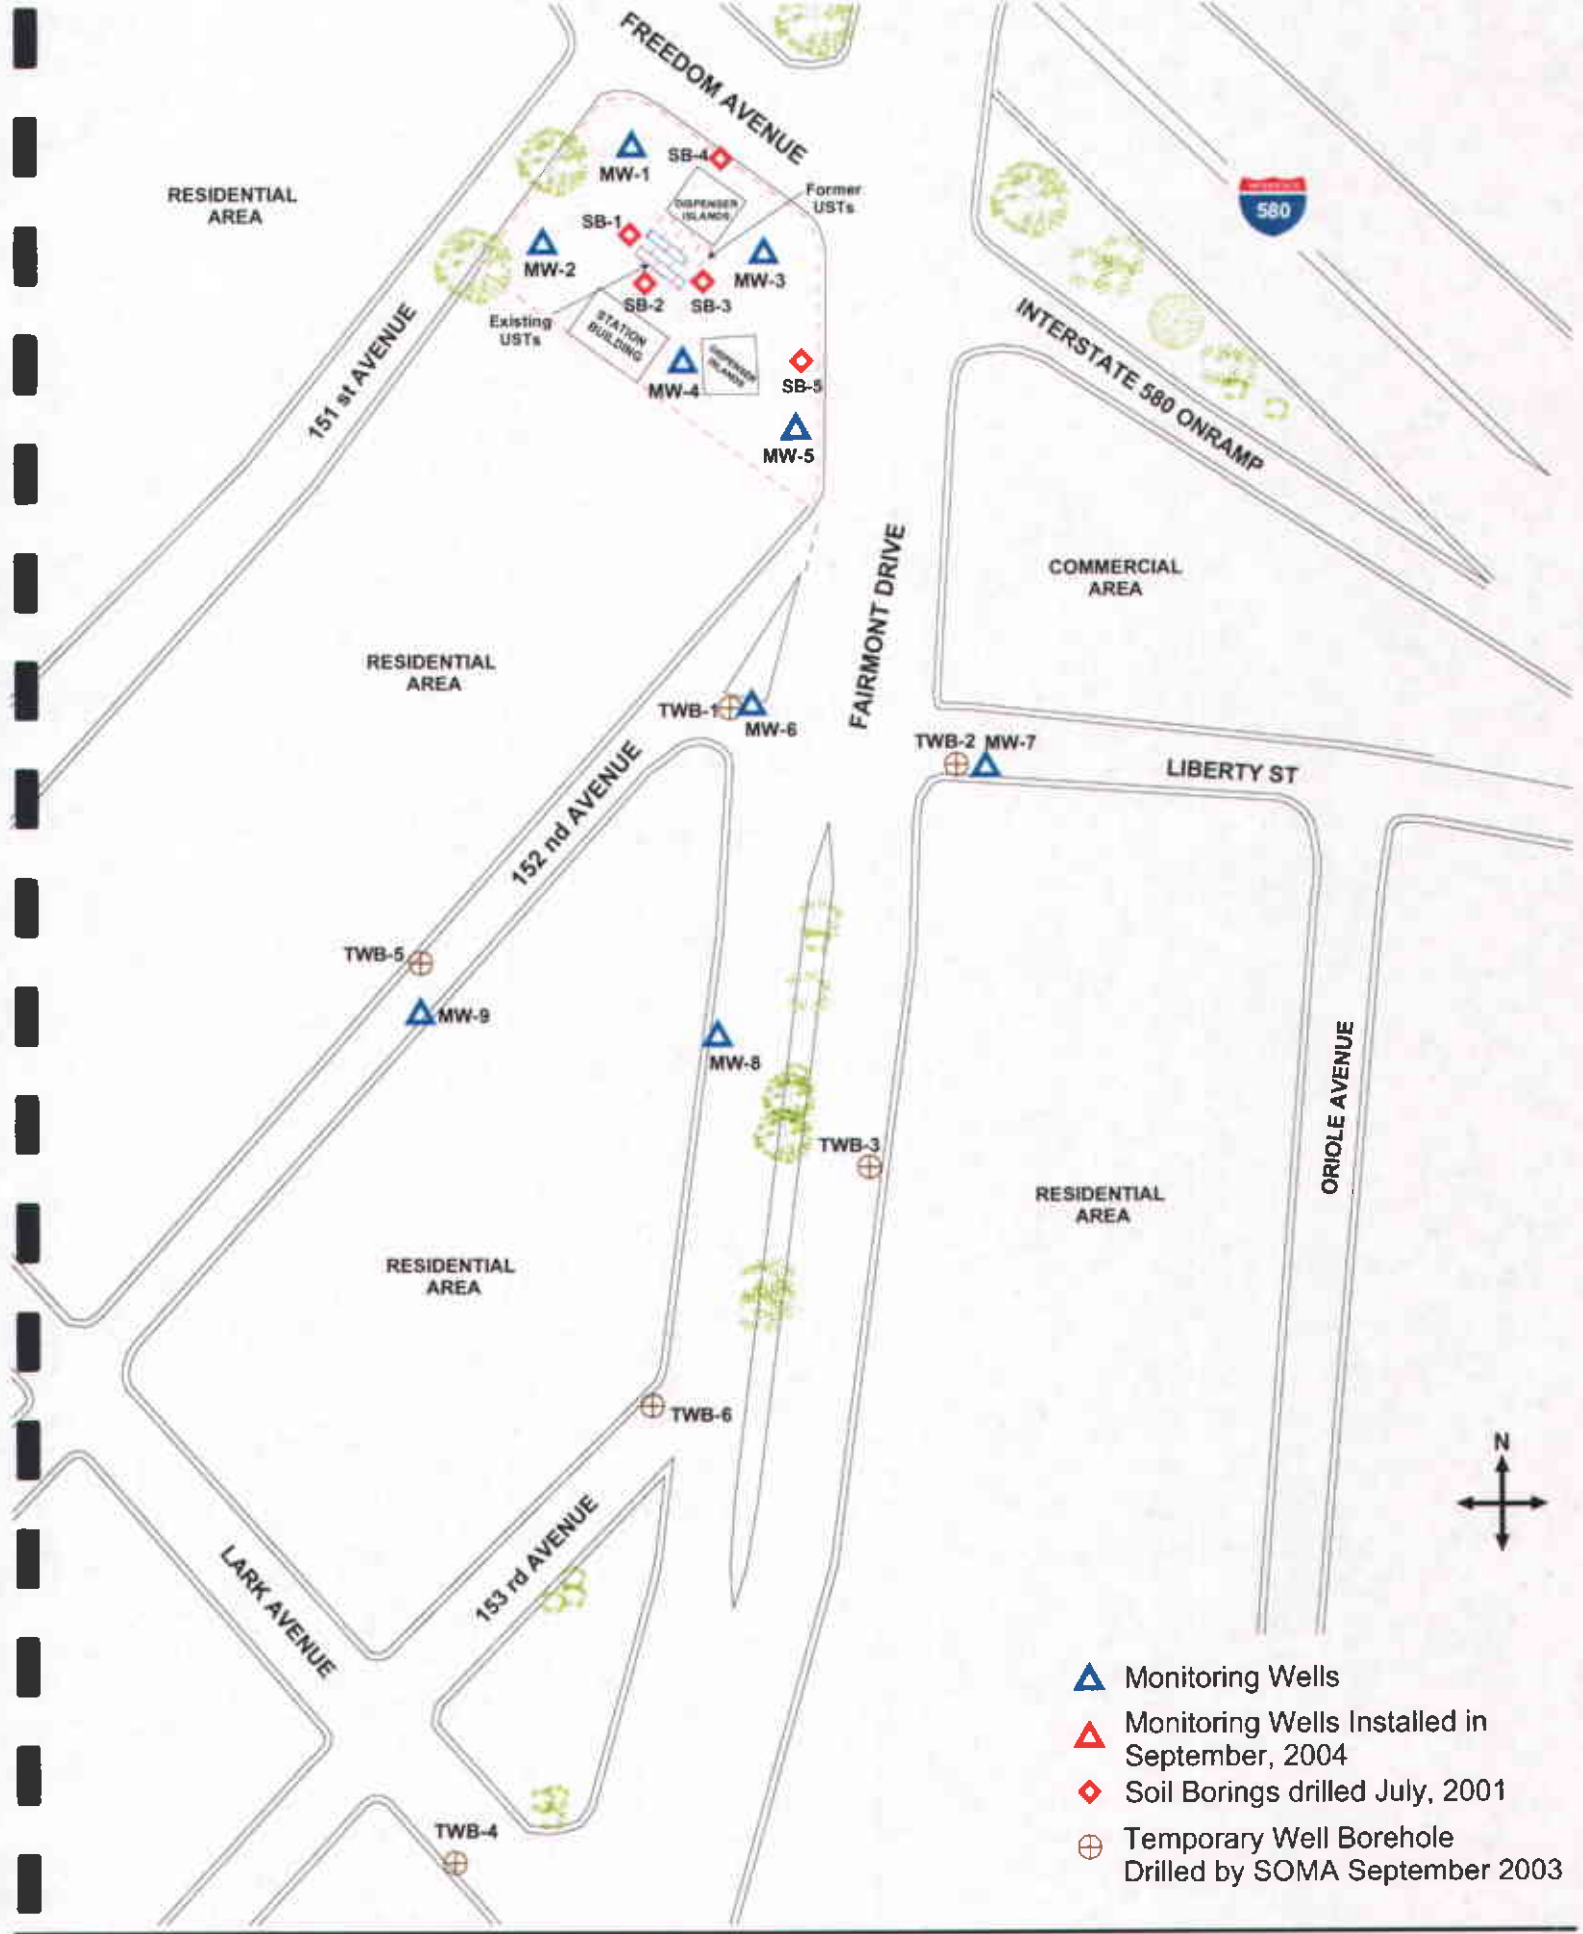 FREEDOM AVENUE
RESIDENTIAL
AREA
MW-1
SB-4
DISPENSER
ISLANDS
Former
USTs
SB-1
MW-2
MW-3
SB-2
SB-3
Existing
USTs
STATION
BUILDING
MW-4
DISPENSER
ISLANDS
SB-5
MW-5
151 st AVENUE
INTERSTATE
580
INTERSTATE 580 ONRAMP
COMMERCIAL
AREA
FAIRMONT DRIVE
RESIDENTIAL
AREA
TWB-1
MW-6
TWB-2 MW-7
LIBERTY ST
152 nd AVENUE
TWB-5
MW-9
MW-8
TWB-3
ORIOLE AVENUE
RESIDENTIAL
AREA
RESIDENTIAL
AREA
TWB-6
N
153 rd AVENUE
LARK AVENUE
TWB-4
Monitoring Wells
Monitoring Wells Installed in
September, 2004
Soil Borings drilled July, 2001
Temporary Well Borehole
Drilled by SOMA September 2003